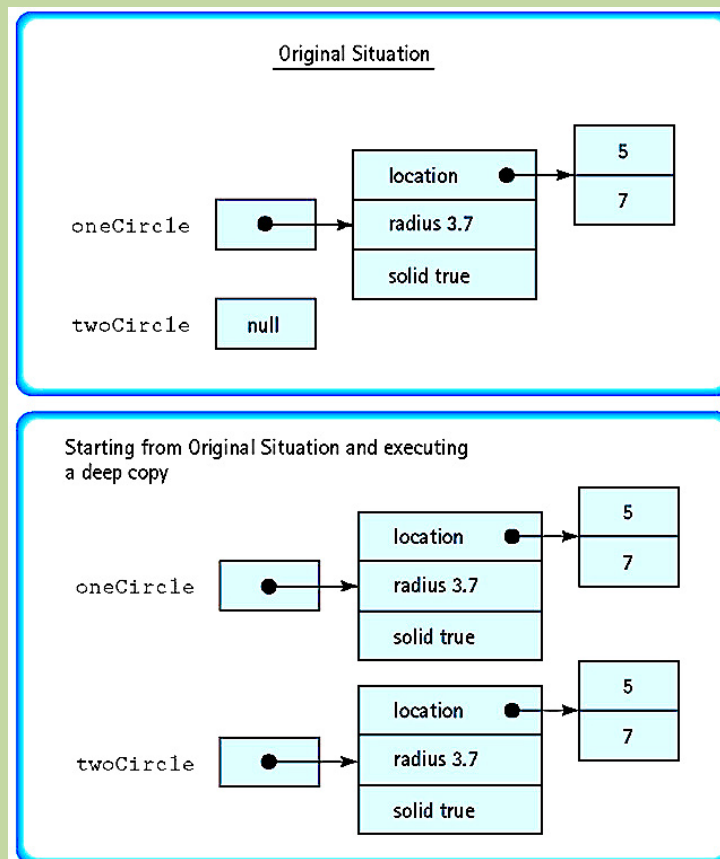 Original Situation
location
5
7
oneCircle
radius 3.7
solid true
twoCircle
null
Starting from Original Situation and executing
a deep copy
location
5
7
oneCircle
radius 3.7
solid true
location
5
7
twoCircle
radius 3.7
solid true